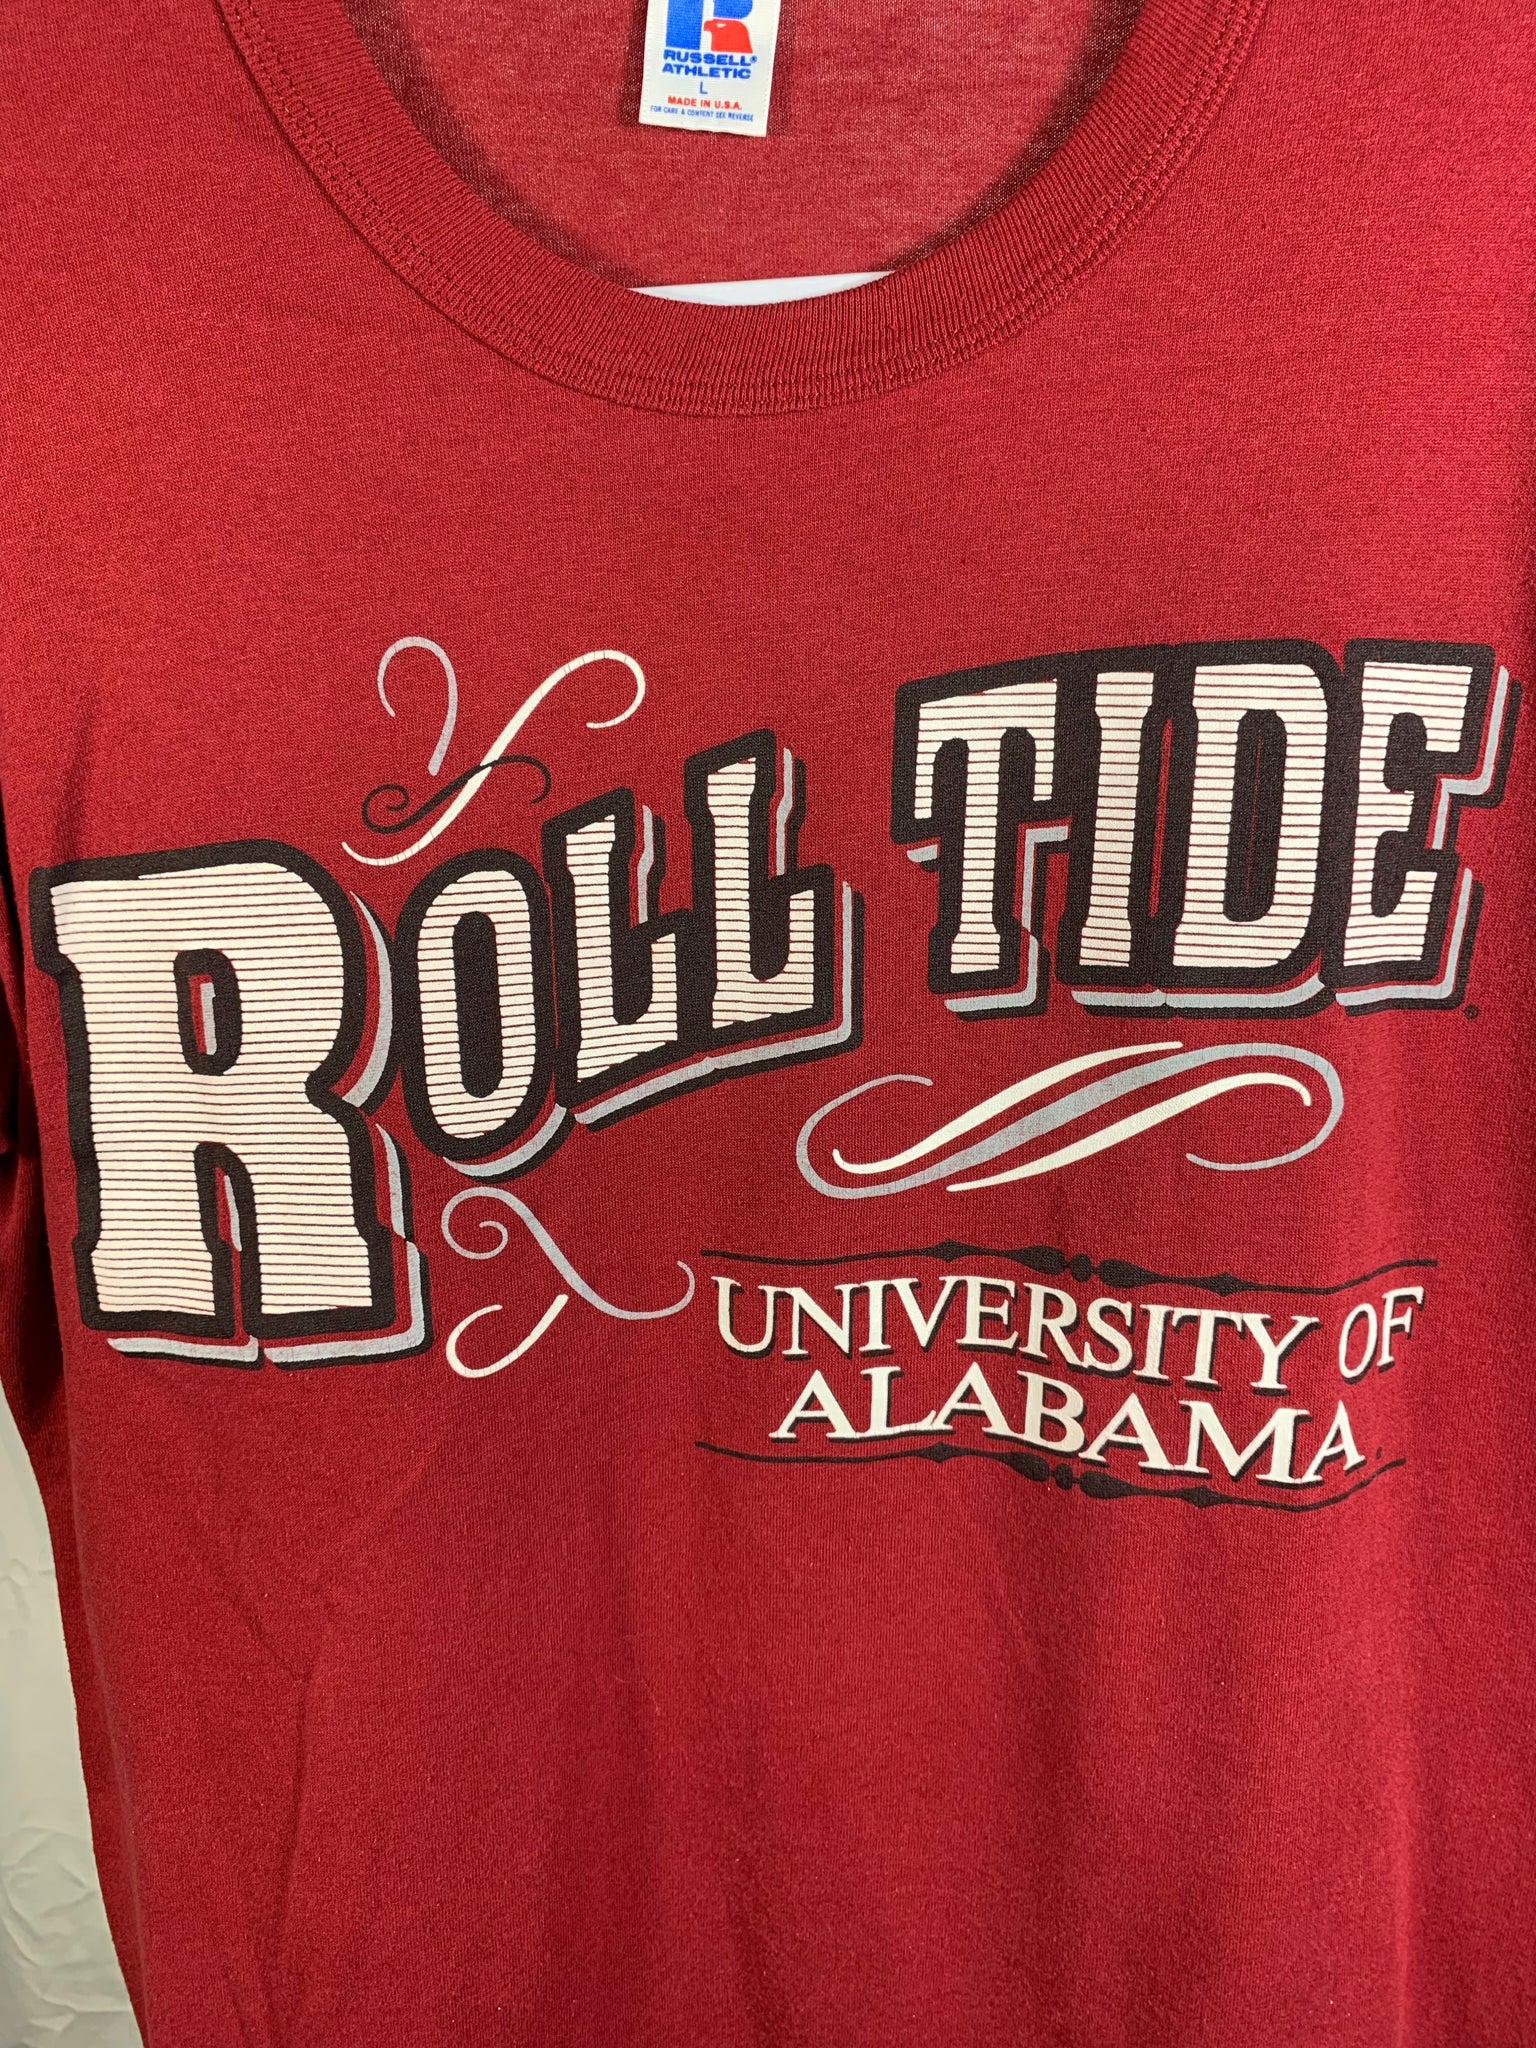 R
RUSSELL®
ATHLETIC
L
MADE IN U.S.A.
FOR CARE & CONTENT SEE REVERSE
ROLL TIDE®
UNIVERSITY OF
ALABAMA